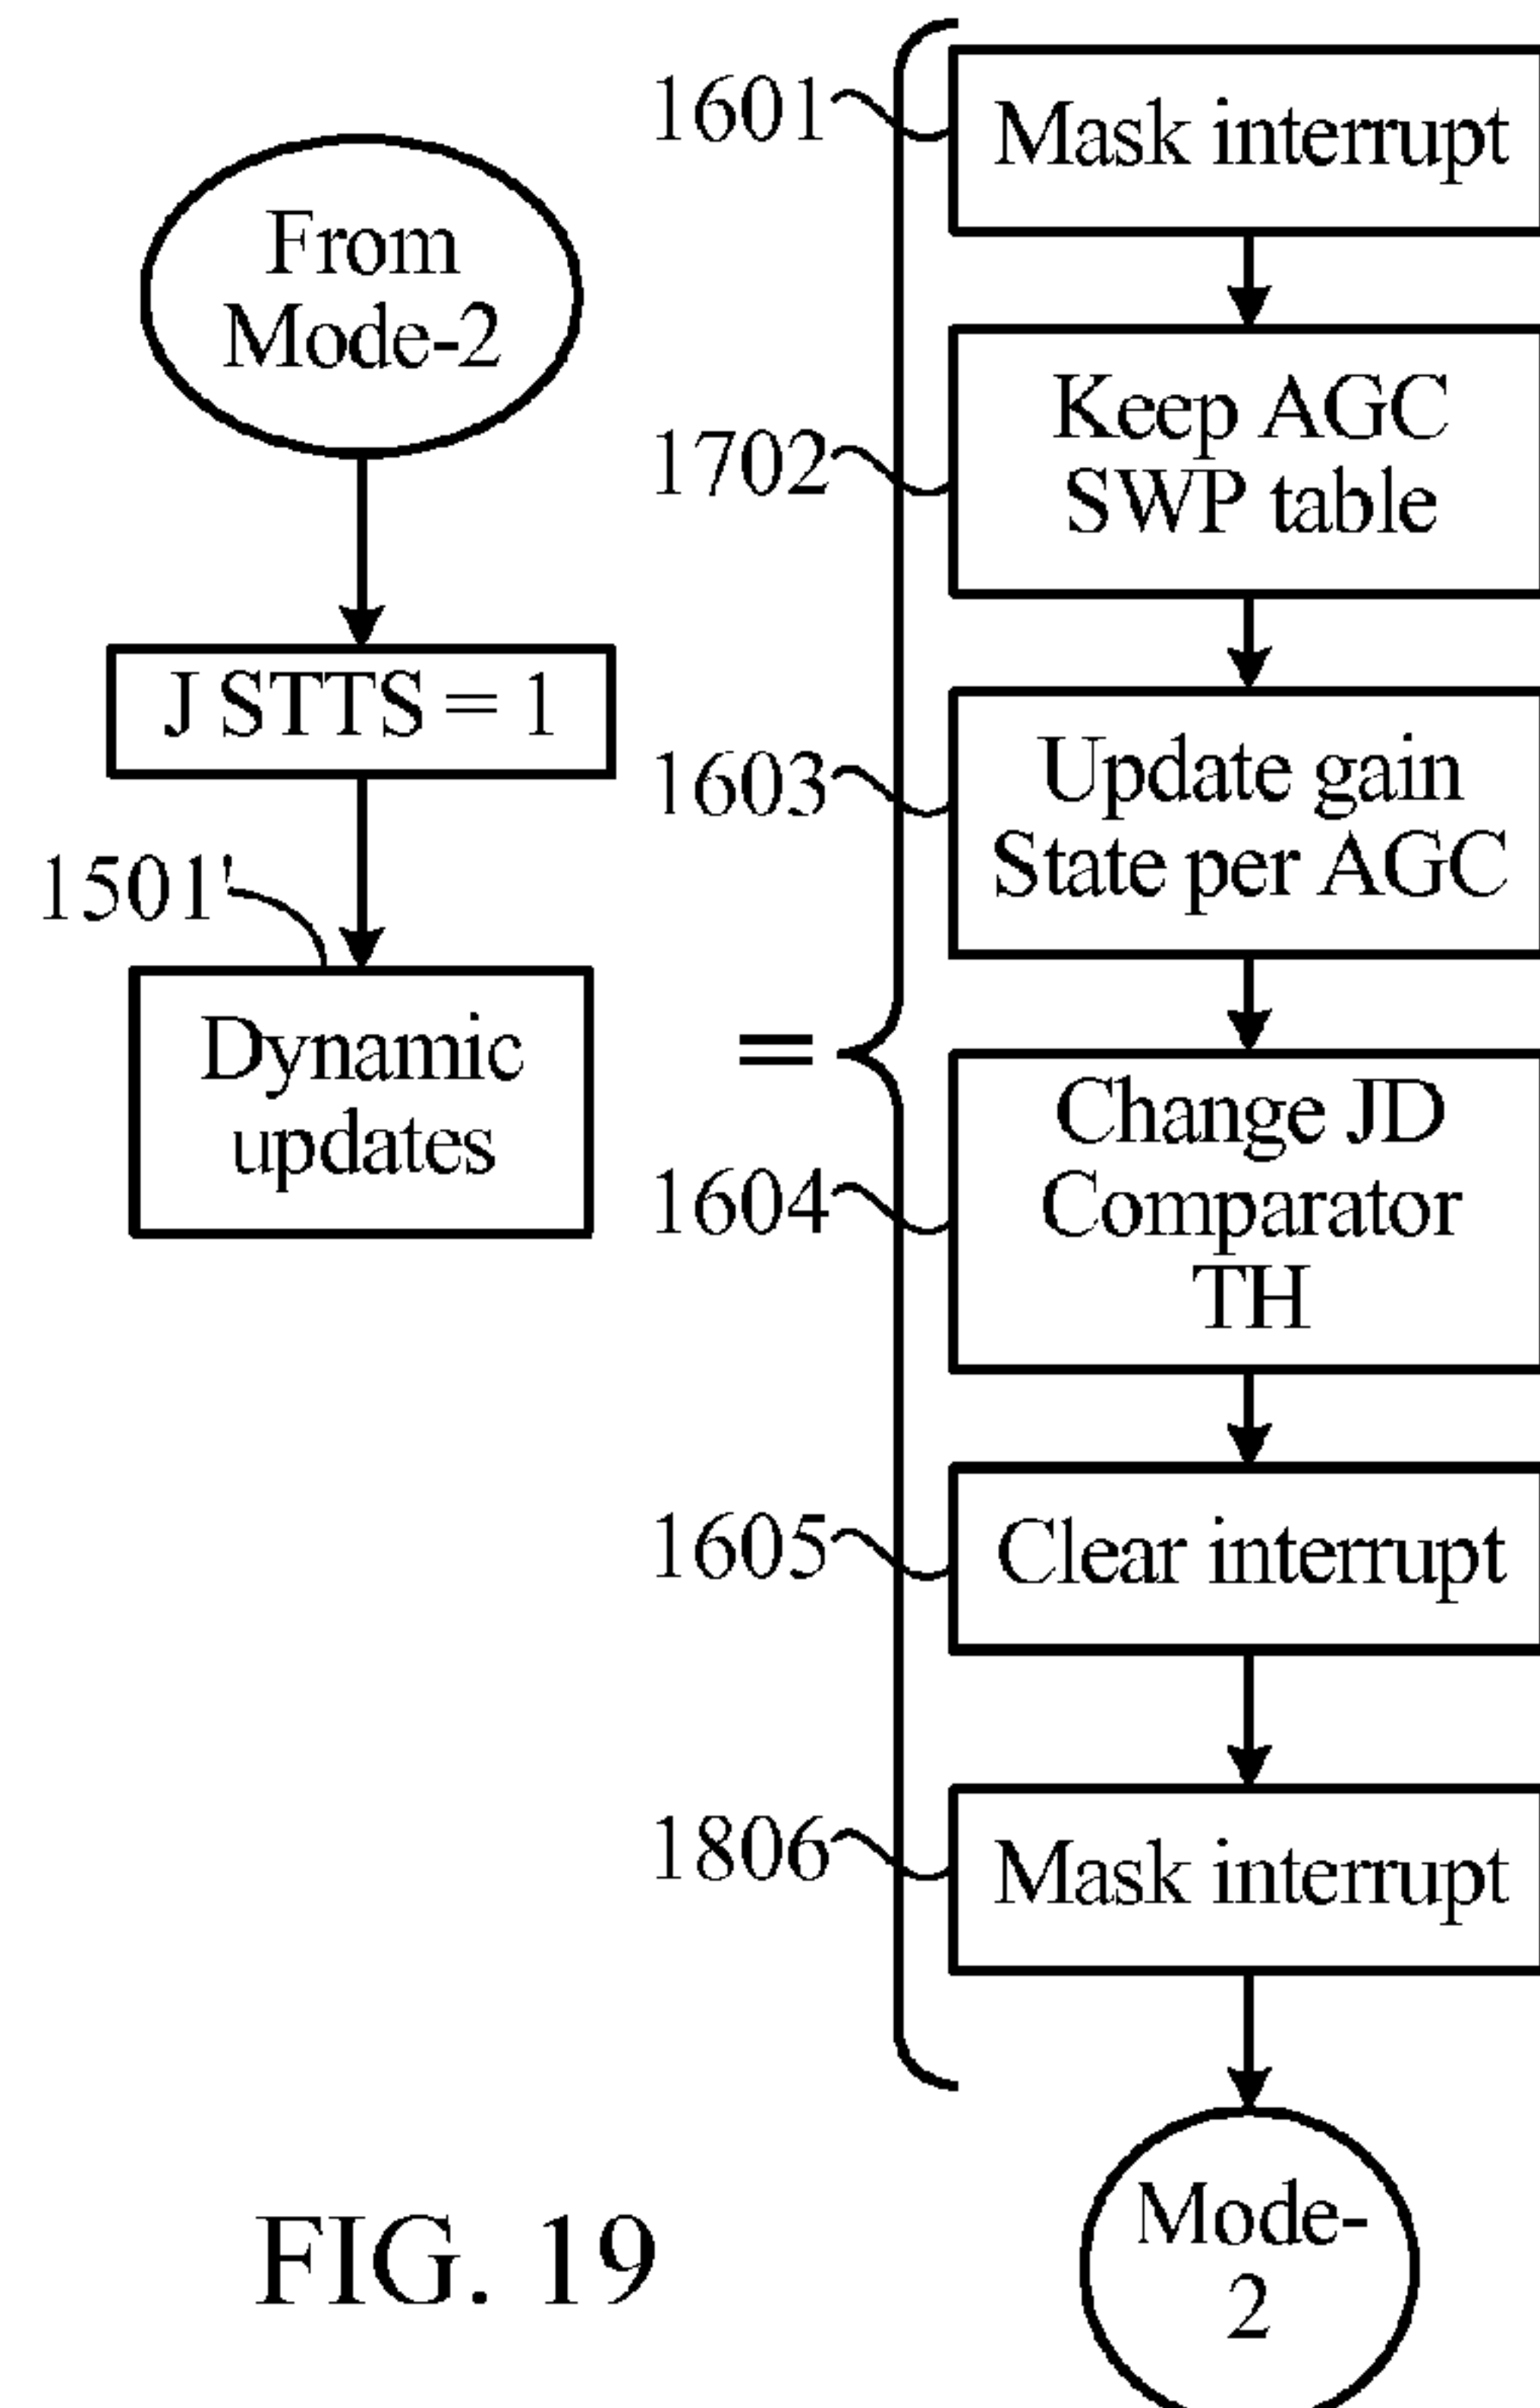 From
Mode-2
J STTS = 1
1501'
Dynamic
updates
=
1601
Mask interrupt
1702
Keep AGC
SWP table
1603
Update gain
State per AGC
1604
Change JD
Comparator
TH
1605
Clear interrupt
1806
Mask interrupt
Mode-
2
FIG. 19